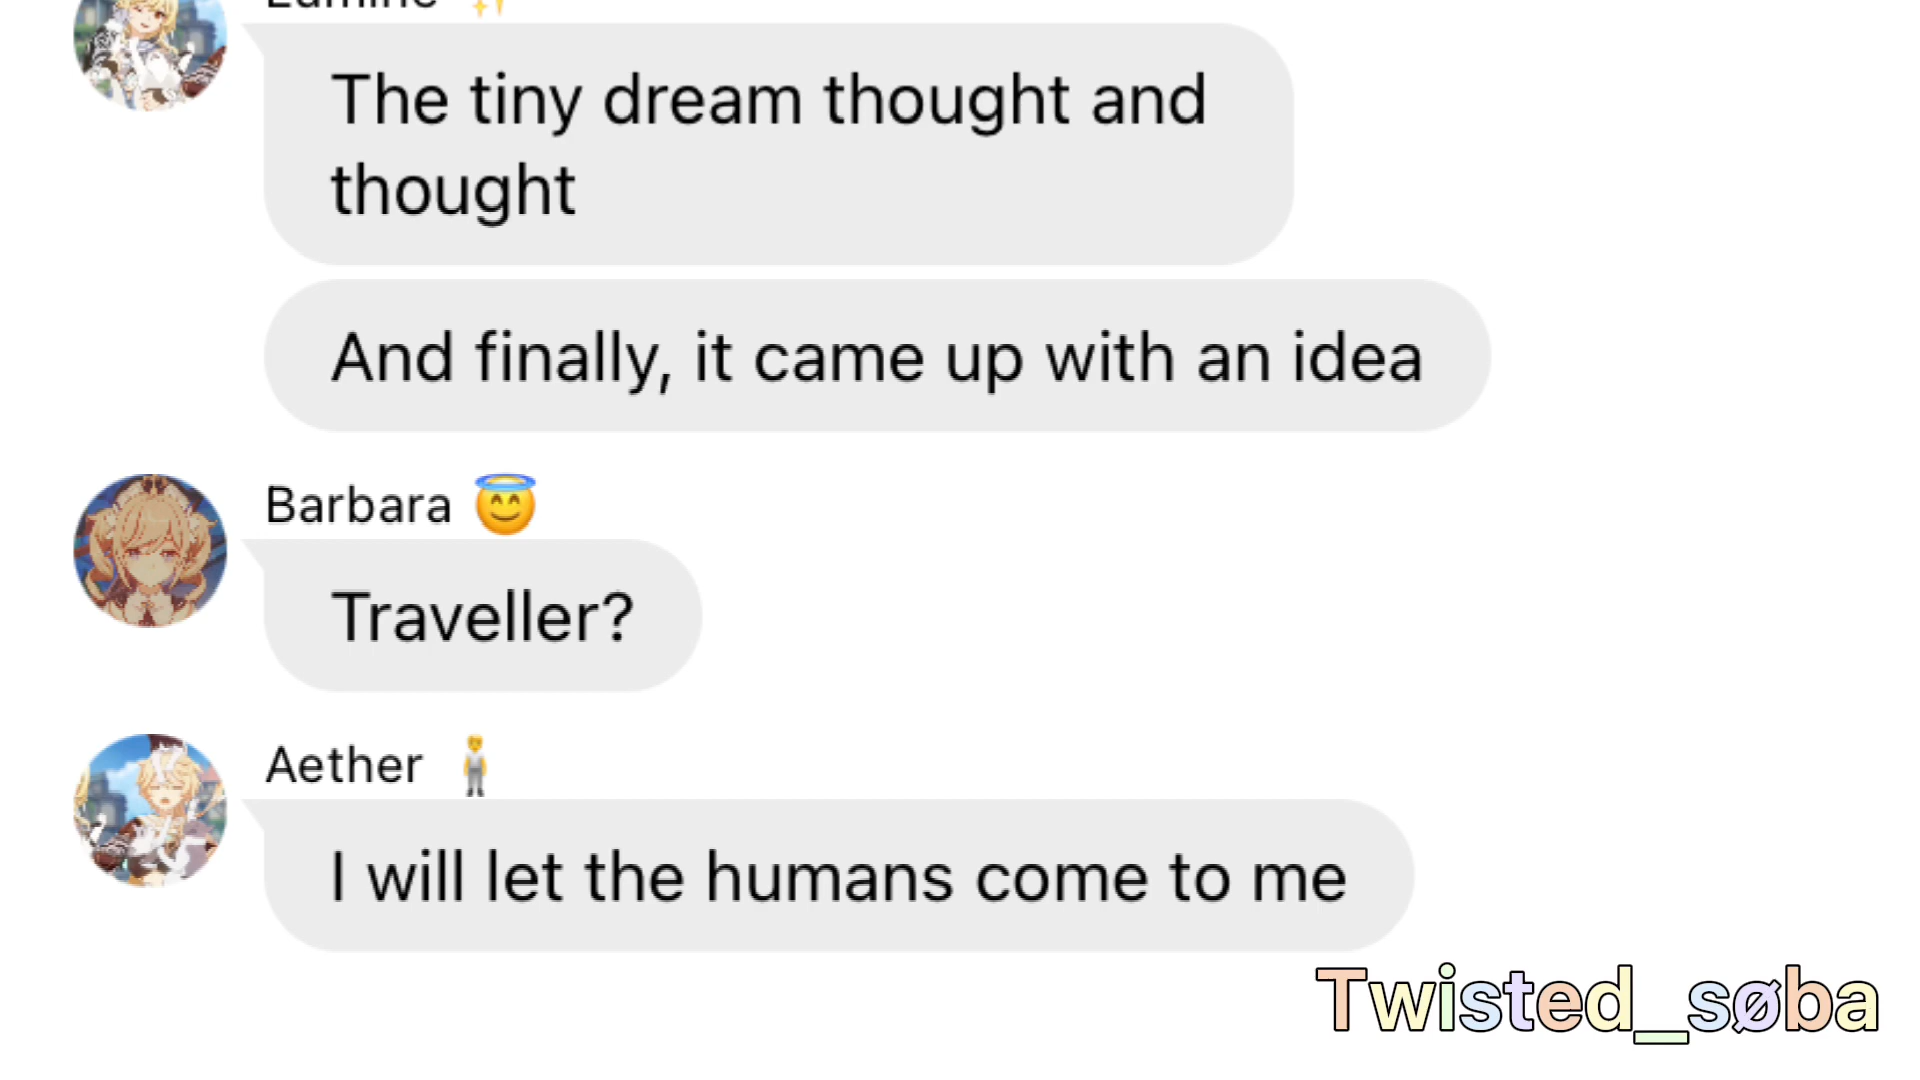 Lumine ✨
The tiny dream thought and
thought
And finally, it came up with an idea
Barbara 😇
Traveller?
Aether 🧍
I will let the humans come to me
Twisted_søba